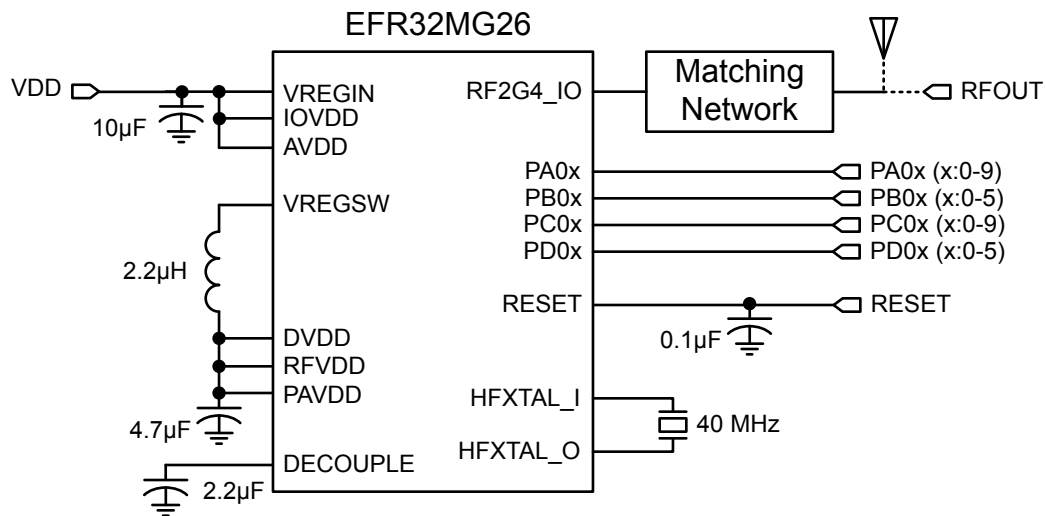 EFR32MG26
VDD
10µF
VREGIN
IOVDD
AVDD
VREGSW
2.2µH
DVDD
RFVDD
PAVDD
4.7µF
DECOUPLE
2.2µF
RF2G4_IO
Matching
Network
RFOUT
PA0x
PA0x (x:0-9)
PB0x
PB0x (x:0-5)
PC0x
PC0x (x:0-9)
PD0x
PD0x (x:0-5)
RESET
RESET
0.1µF
HFXTAL_I
40 MHz
HFXTAL_O